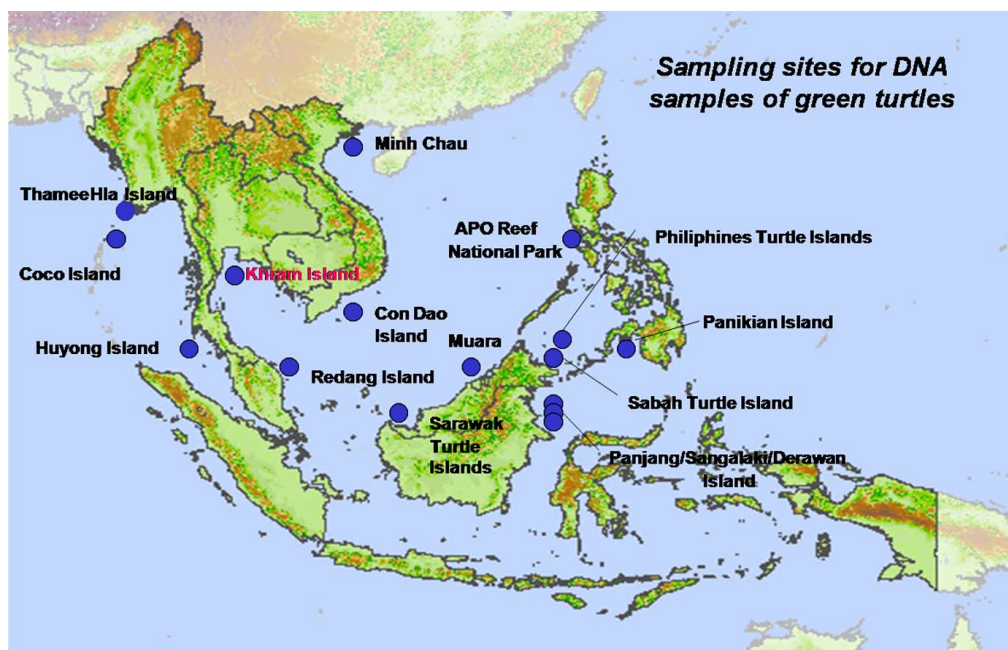 Sampling sites for DNA
samples of green turtles
Minh Chau
ThameeHla Island
APO Reef
National Park
Philiphines Turtle Islands
Coco Island
Khram Island
Con Dao
Island
Huyong Island
Muara
Panikian Island
Redang Island
Sabah Turtle Island
Sarawak
Turtle
Islands
Panjang/Sangalaki/Derawan
Island